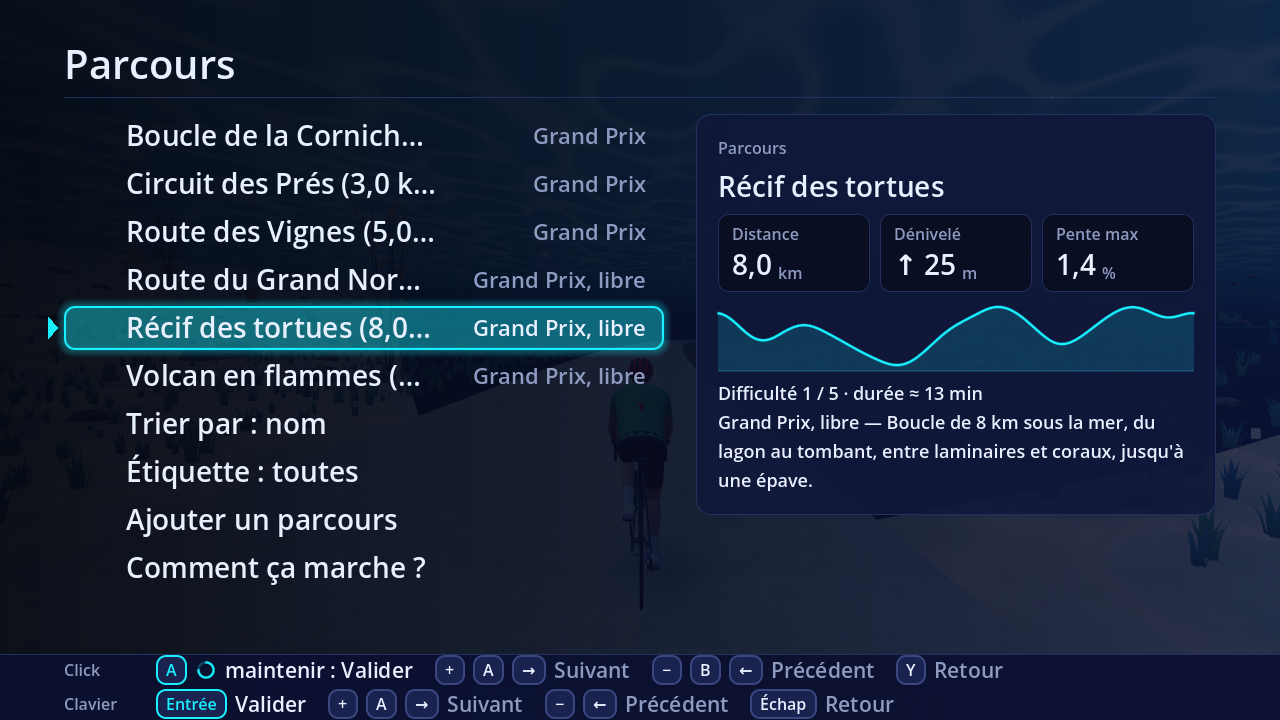 Parcours
Boucle de la Cornich... Grand Prix
Circuit des Prés (3,0 k... Grand Prix
Route des Vignes (5,0... Grand Prix
Route du Grand Nor... Grand Prix, libre
Récif des tortues (8,0... Grand Prix, libre
Volcan en flammes (... Grand Prix, libre
Trier par : nom
Étiquette : toutes
Ajouter un parcours
Comment ça marche ?
Parcours
Récif des tortues
Distance Dénivelé Pente max
8,0 km ↑ 25 m 1,4 %
Difficulté 1 / 5 · durée ≈ 13 min
Grand Prix, libre — Boucle de 8 km sous la mer, du
lagon au tombant, entre laminaires et coraux, jusqu'à
une épave.
Click A maintenir : Valider + A → Suivant − B ← Précédent Y Retour
Clavier Entrée Valider + A → Suivant − ← Précédent Échap Retour